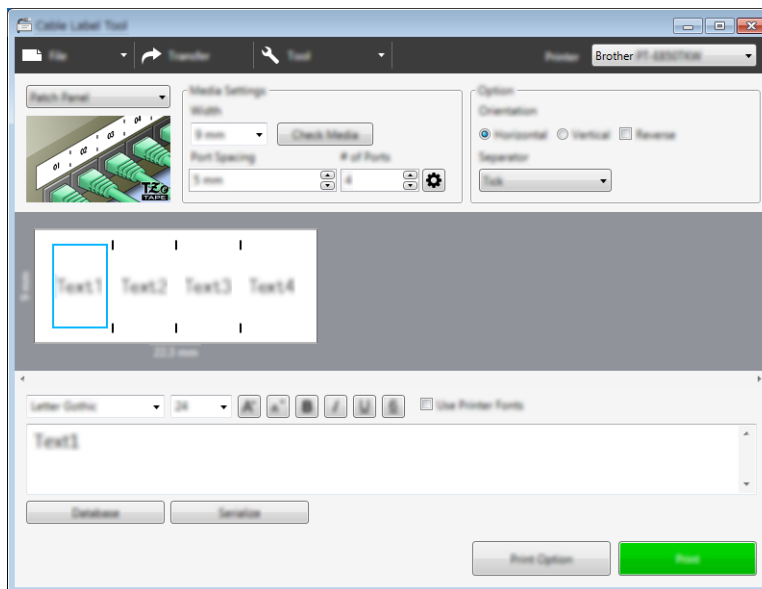 Cable Label Tool
File
Transfer
Tool
Printer
Brother
Patch Panel
01 02 03 04
TZe
TAPE
Media Settings
Width
9 mm
Check Media
Port Spacing
# of Ports
5 mm
4
Option
Orientation
Horizontal Vertical Reverse
Separator
Tick
9 mm
Text1 Text2 Text3 Text4
Letter Gothic
24
A A B I U
Use Printer Fonts
Text1
Database
Serialize
Print Option
Print